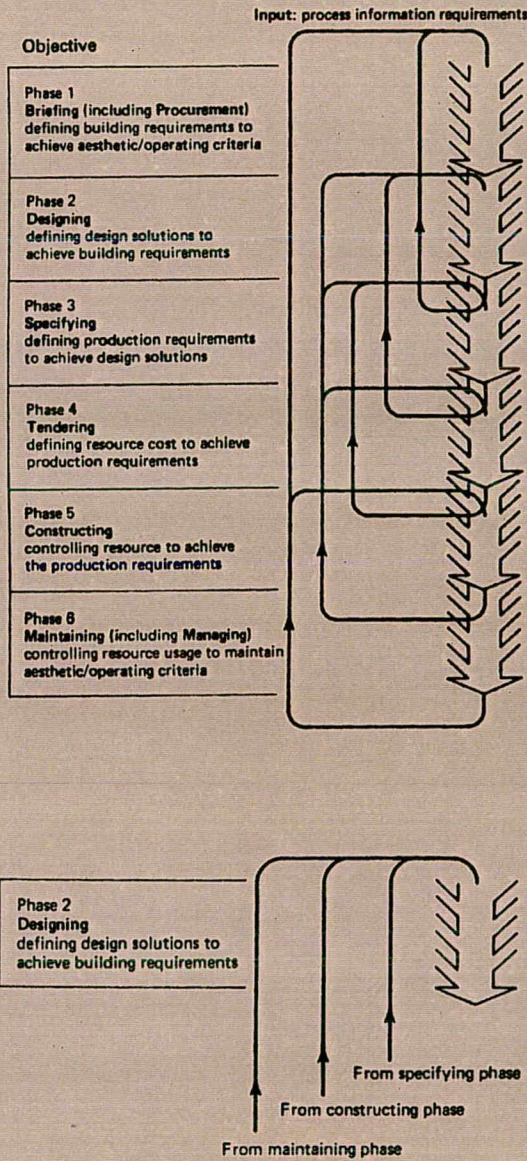 Input: process information requirements
Objective
Phase 1
Briefing (including Procurement)
defining building requirements to
achieve aesthetic/operating criteria
Phase 2
Designing
defining design solutions to
achieve building requirements
Phase 3
Specifying
defining production requirements
to achieve design solutions
Phase 4
Tendering
defining resource cost to achieve
production requirements
Phase 5
Constructing
controlling resource to achieve
the production requirements
Phase 6
Maintaining (including Managing)
controlling resource usage to maintain
aesthetic/operating criteria
Phase 2
Designing
defining design solutions to
achieve building requirements
From specifying phase
From constructing phase
From maintaining phase